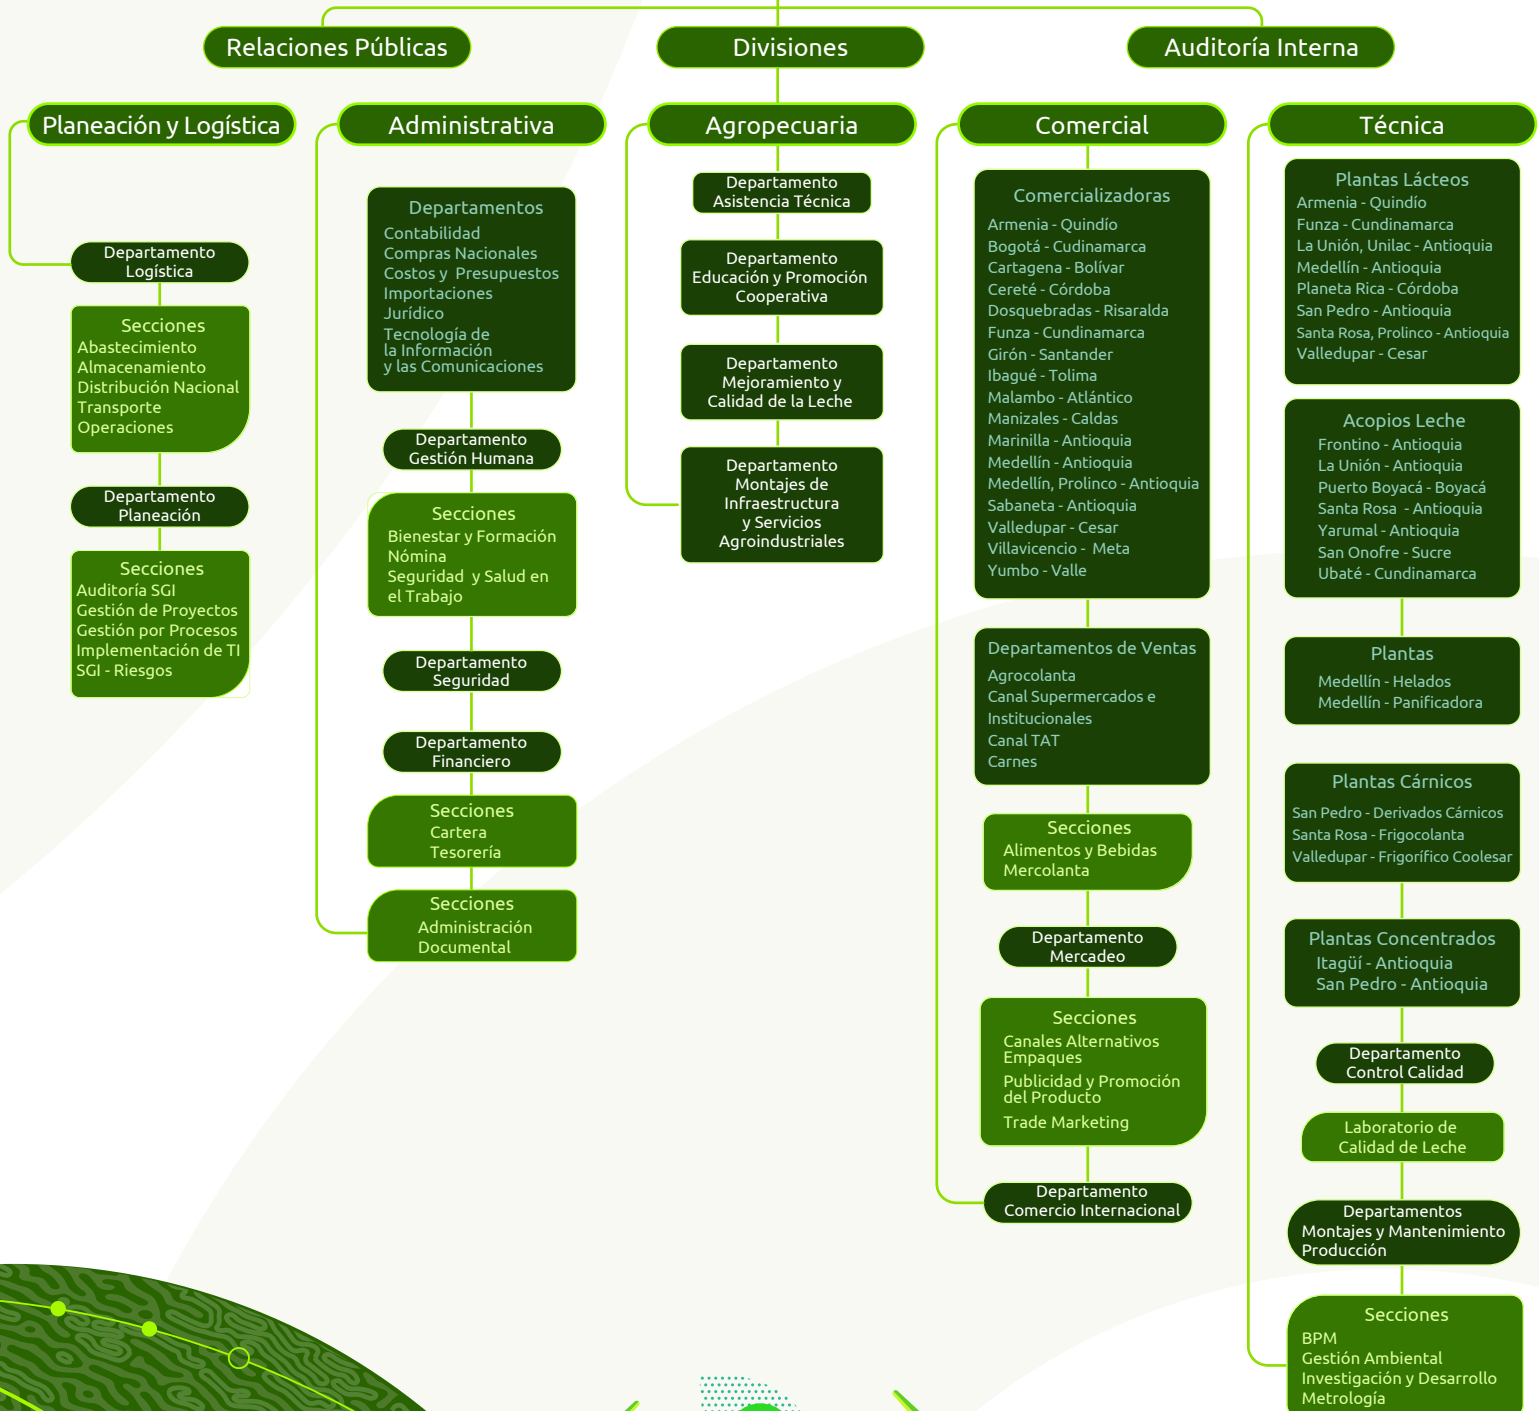 Relaciones Públicas
Divisiones
Auditoría Interna
Planeación y Logística
Departamento
Logística
Secciones
Abastecimiento
Almacenamiento
Distribución Nacional
Transporte
Operaciones
Departamento
Planeación
Secciones
Auditoría SGI
Gestión de Proyectos
Gestión por Procesos
Implementación de TI
SGI - Riesgos
Administrativa
Departamentos
Contabilidad
Compras Nacionales
Costos y Presupuestos
Importaciones
Jurídico
Tecnología de
la Información
y las Comunicaciones
Departamento
Gestión Humana
Secciones
Bienestar y Formación
Nómina
Seguridad y Salud en
el Trabajo
Departamento
Seguridad
Departamento
Financiero
Secciones
Cartera
Tesorería
Secciones
Administración
Documental
Agropecuaria
Departamento
Asistencia Técnica
Departamento
Educación y Promoción
Cooperativa
Departamento
Mejoramiento y
Calidad de la Leche
Departamento
Montajes de
Infraestructura
y Servicios
Agroindustriales
Comercial
Comercializadoras
Armenia - Quindío
Bogotá - Cudinamarca
Cartagena - Bolívar
Cereté - Córdoba
Dosquebradas - Risaralda
Funza - Cundinamarca
Girón - Santander
Ibagué - Tolima
Malambo - Atlántico
Manizales - Caldas
Marinilla - Antioquia
Medellín - Antioquia
Medellín, Prolinco - Antioquia
Sabaneta - Antioquia
Valledupar - Cesar
Villavicencio - Meta
Yumbo - Valle
Departamentos de Ventas
Agrocolanta
Canal Supermercados e
Institucionales
Canal TAT
Carnes
Secciones
Alimentos y Bebidas
Mercolanta
Departamento
Mercadeo
Secciones
Canales Alternativos
Empaques
Publicidad y Promoción
del Producto
Trade Marketing
Departamento
Comercio Internacional
Técnica
Plantas Lácteos
Armenia - Quindío
Funza - Cundinamarca
La Unión, Unilac - Antioquia
Medellín - Antioquia
Planeta Rica - Córdoba
San Pedro - Antioquia
Santa Rosa, Prolinco - Antioquia
Valledupar - Cesar
Acopios Leche
Frontino - Antioquia
La Unión - Antioquia
Puerto Boyacá - Boyacá
Santa Rosa - Antioquia
Yarumal - Antioquia
San Onofre - Sucre
Ubaté - Cundinamarca
Plantas
Medellín - Helados
Medellín - Panificadora
Plantas Cárnicos
San Pedro - Derivados Cárnicos
Santa Rosa - Frigocolanta
Valledupar - Frigorífico Coolesar
Plantas Concentrados
Itagüí - Antioquia
San Pedro - Antioquia
Departamento
Control Calidad
Laboratorio de
Calidad de Leche
Departamentos
Montajes y Mantenimiento
Producción
Secciones
BPM
Gestión Ambiental
Investigación y Desarrollo
Metrología